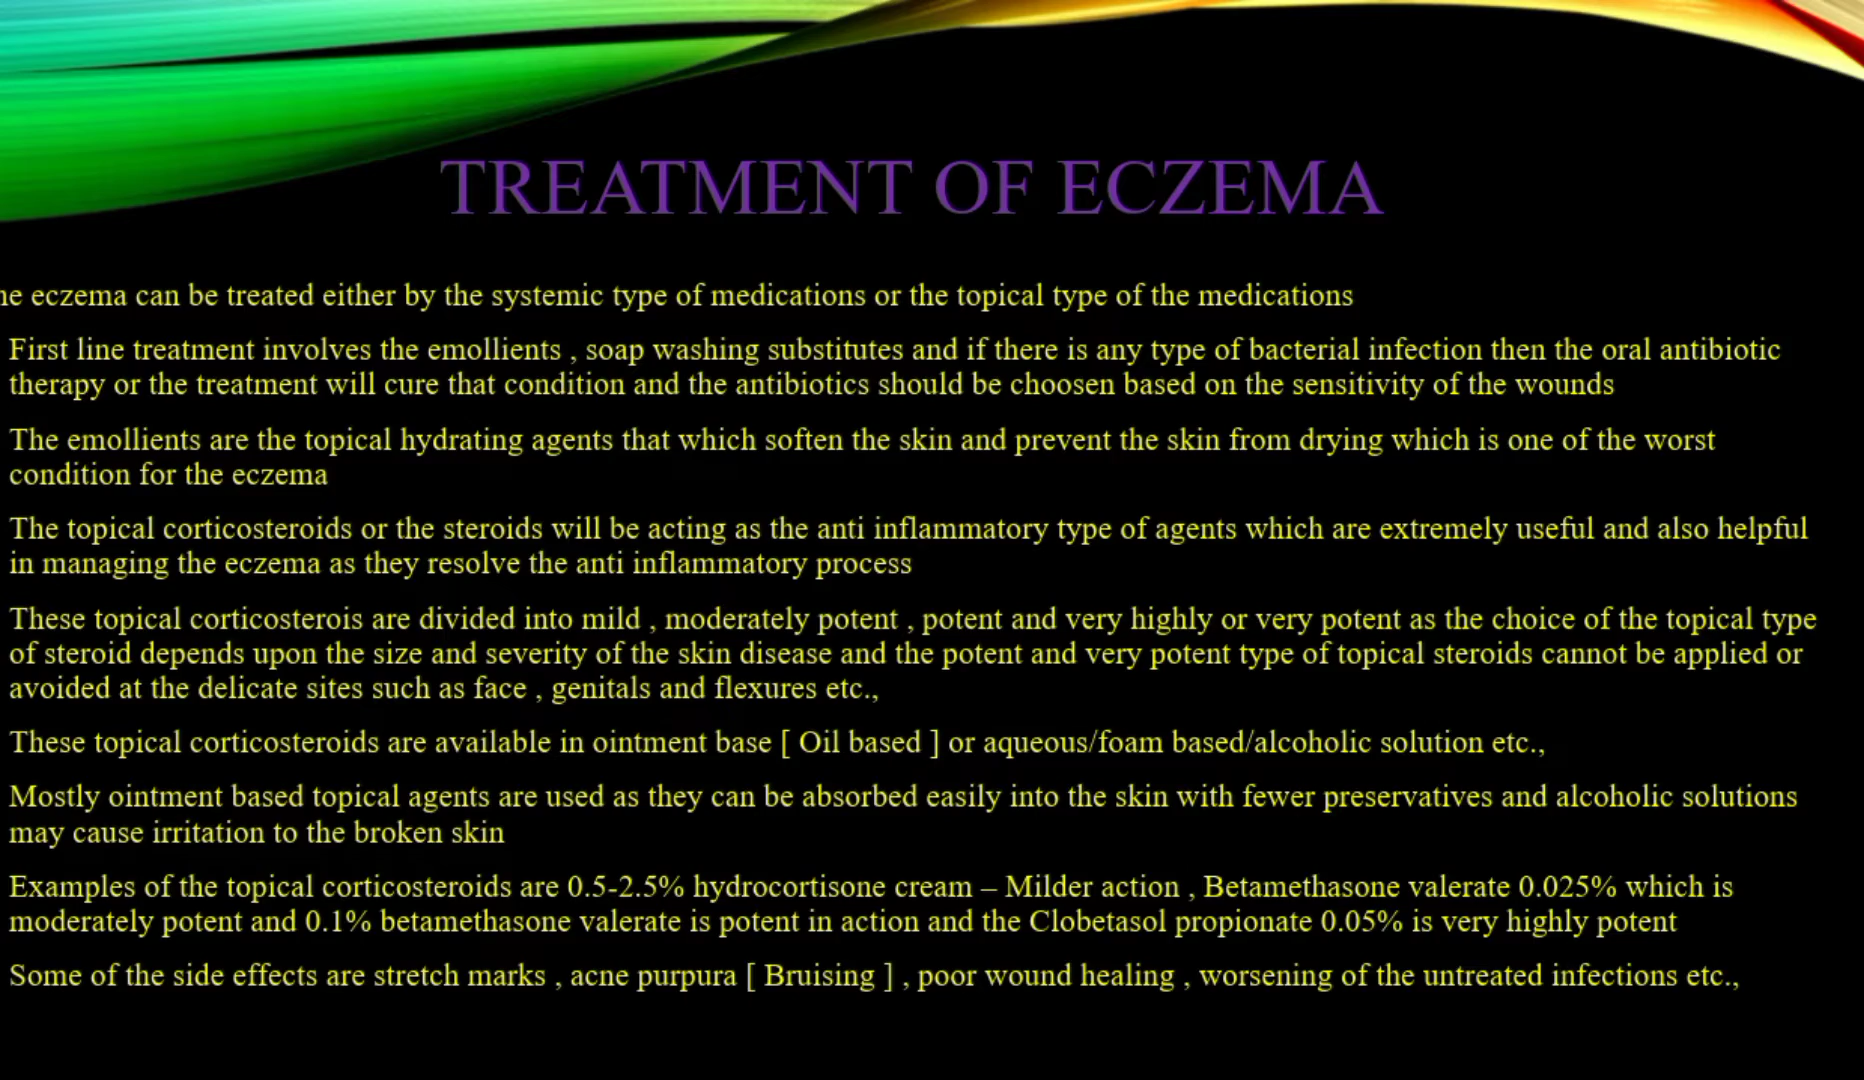 TREATMENT OF ECZEMA
eczema can be treated either by the systemic type of medications or the topical type of the medications
First line treatment involves the emollients , soap washing substitutes and if there is any type of bacterial infection then the oral antibiotic
therapy or the treatment will cure that condition and the antibiotics should be choosen based on the sensitivity of the wounds
The emollients are the topical hydrating agents that which soften the skin and prevent the skin from drying which is one of the worst
condition for the eczema
The topical corticosteroids or the steroids will be acting as the anti inflammatory type of agents which are extremely useful and also helpful
in managing the eczema as they resolve the anti inflammatory process
These topical corticosterois are divided into mild , moderately potent , potent and very highly or very potent as the choice of the topical type
of steroid depends upon the size and severity of the skin disease and the potent and very potent type of topical steroids cannot be applied or
avoided at the delicate sites such as face , genitals and flexures etc.,
These topical corticosteroids are available in ointment base [ Oil based ] or aqueous/foam based/alcoholic solution etc.,
Mostly ointment based topical agents are used as they can be absorbed easily into the skin with fewer preservatives and alcoholic solutions
may cause irritation to the broken skin
Examples of the topical corticosteroids are 0.5-2.5% hydrocortisone cream – Milder action , Betamethasone valerate 0.025% which is
moderately potent and 0.1% betamethasone valerate is potent in action and the Clobetasol propionate 0.05% is very highly potent
Some of the side effects are stretch marks , acne purpura [ Bruising ] , poor wound healing , worsening of the untreated infections etc.,